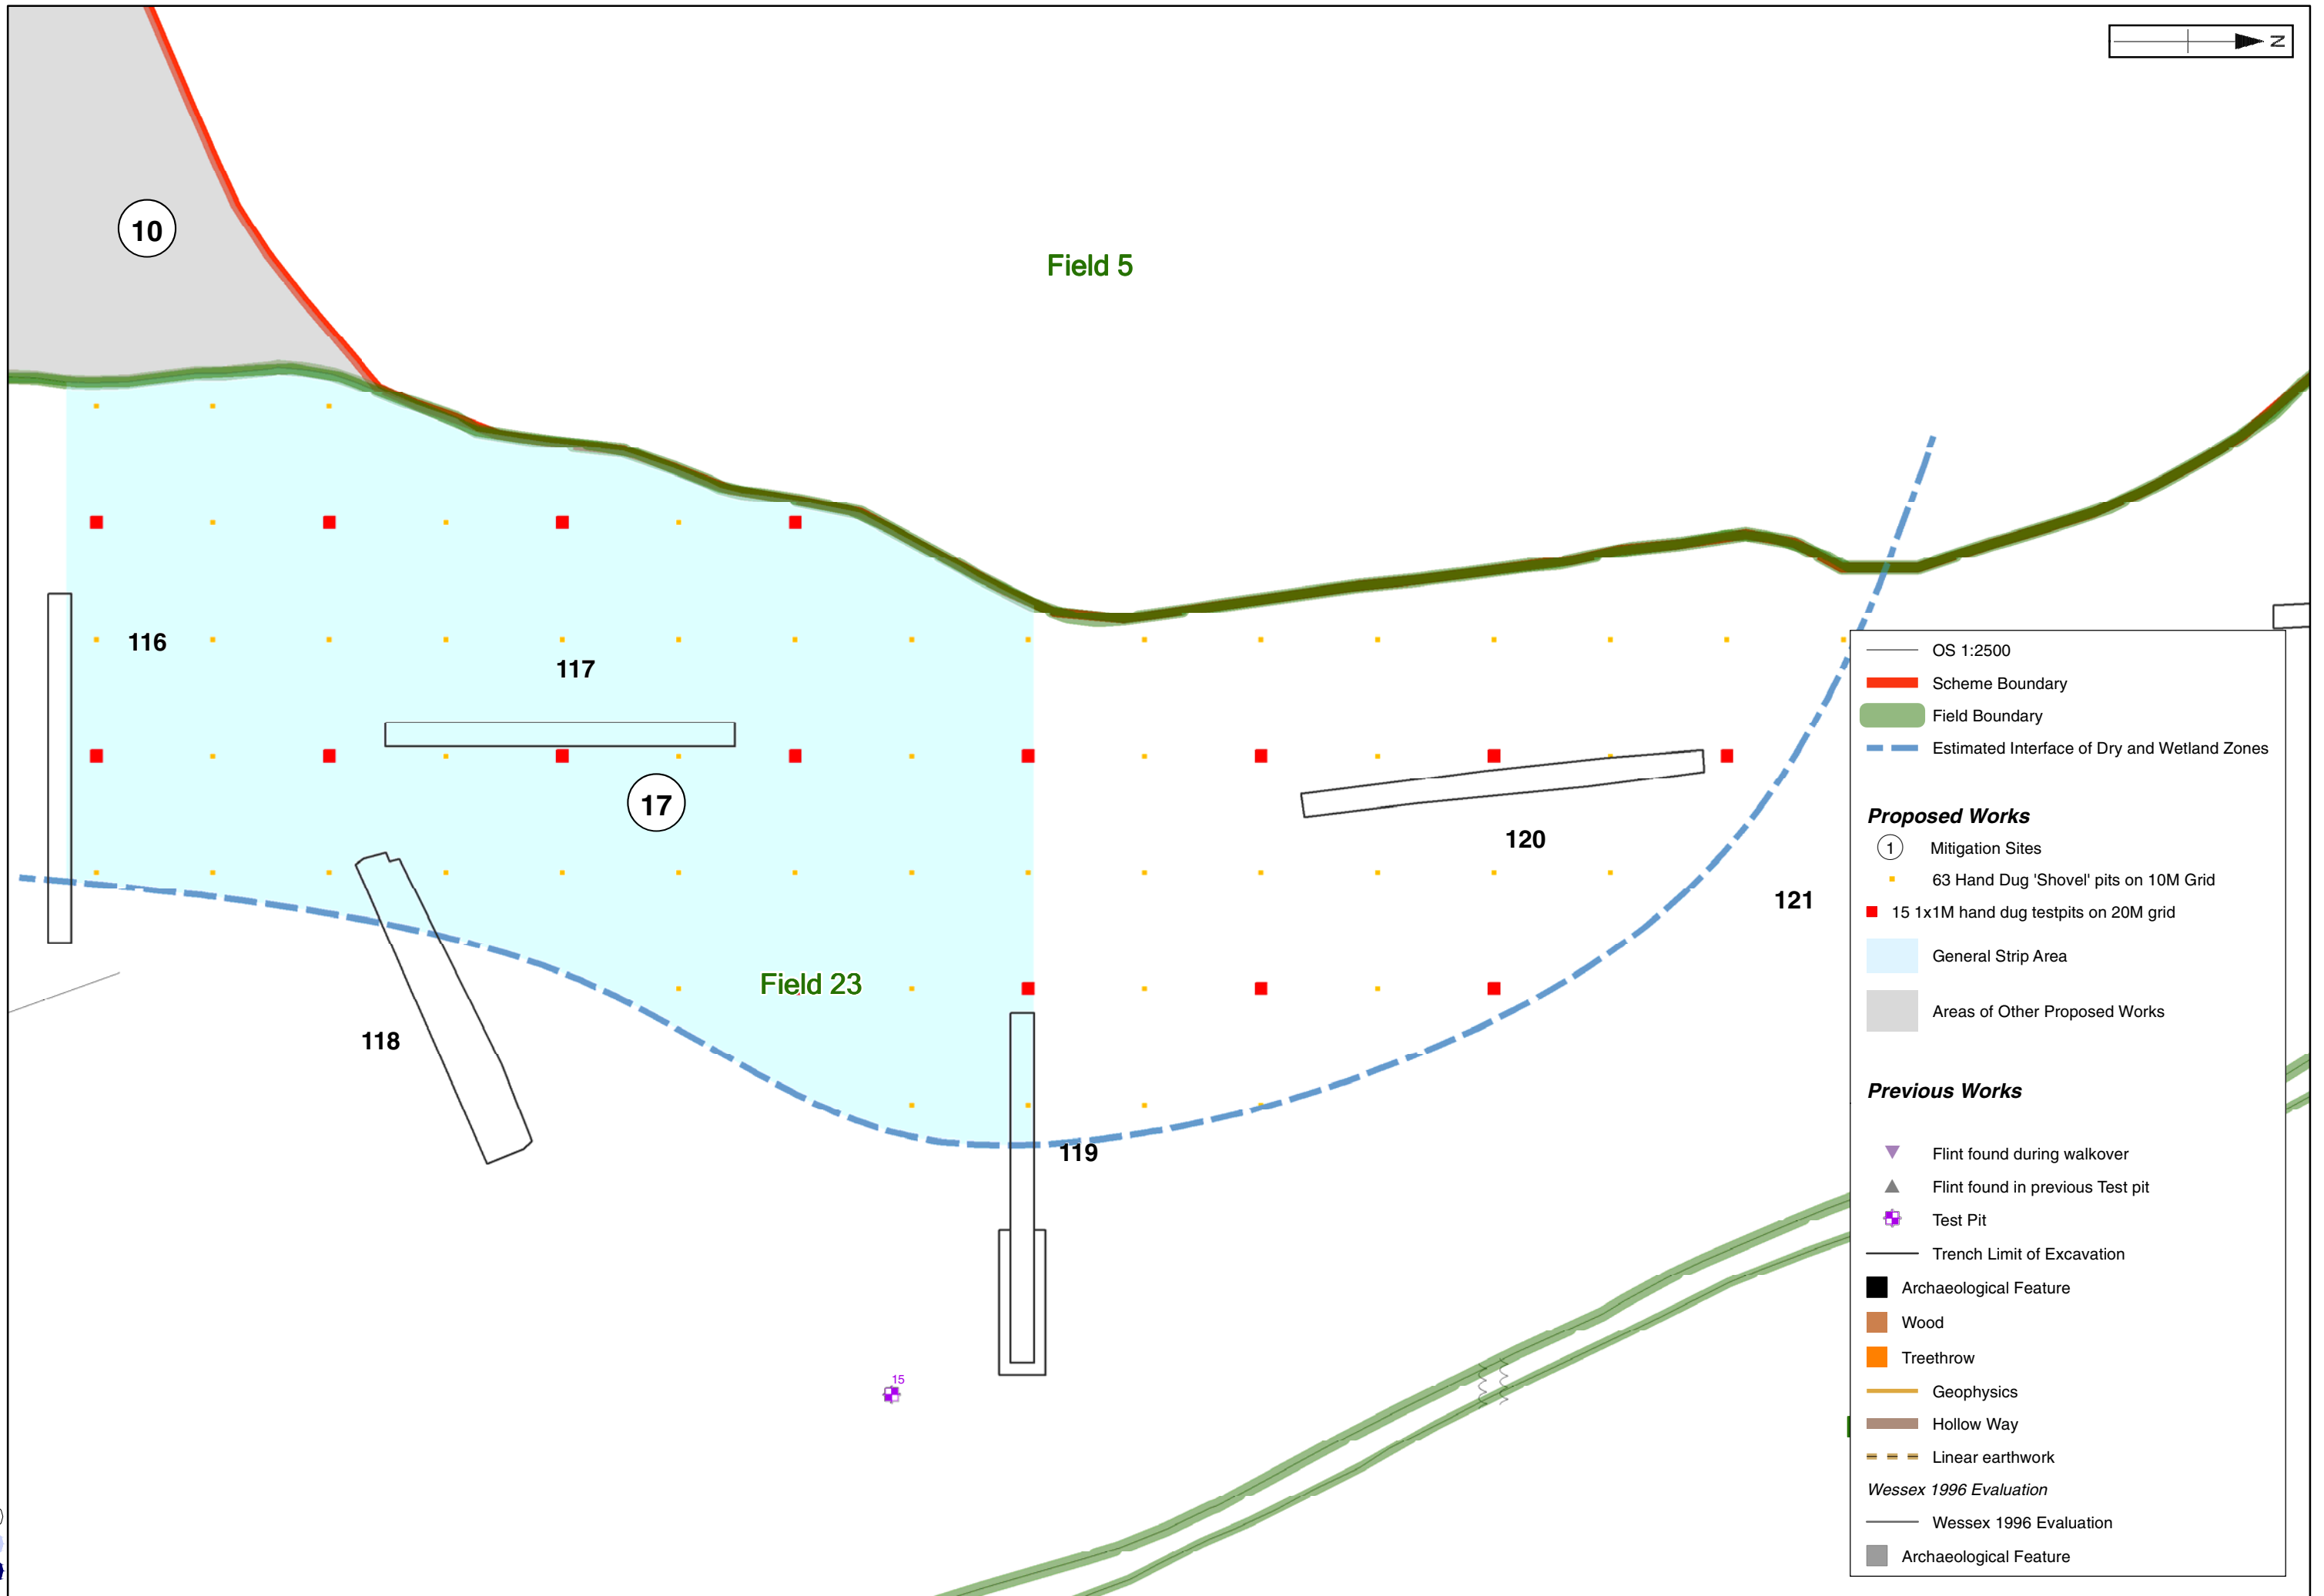 N
10
Field 5
116
117
17
120
121
Field 23
118
119
15
OS 1:2500
Scheme Boundary
Field Boundary
Estimated Interface of Dry and Wetland Zones
Proposed Works
1 Mitigation Sites
63 Hand Dug 'Shovel' pits on 10M Grid
15 1x1M hand dug testpits on 20M grid
General Strip Area
Areas of Other Proposed Works
Previous Works
Flint found during walkover
Flint found in previous Test pit
Test Pit
Trench Limit of Excavation
Archaeological Feature
Wood
Treethrow
Geophysics
Hollow Way
Linear earthwork
Wessex 1996 Evaluation
Wessex 1996 Evaluation
Archaeological Feature